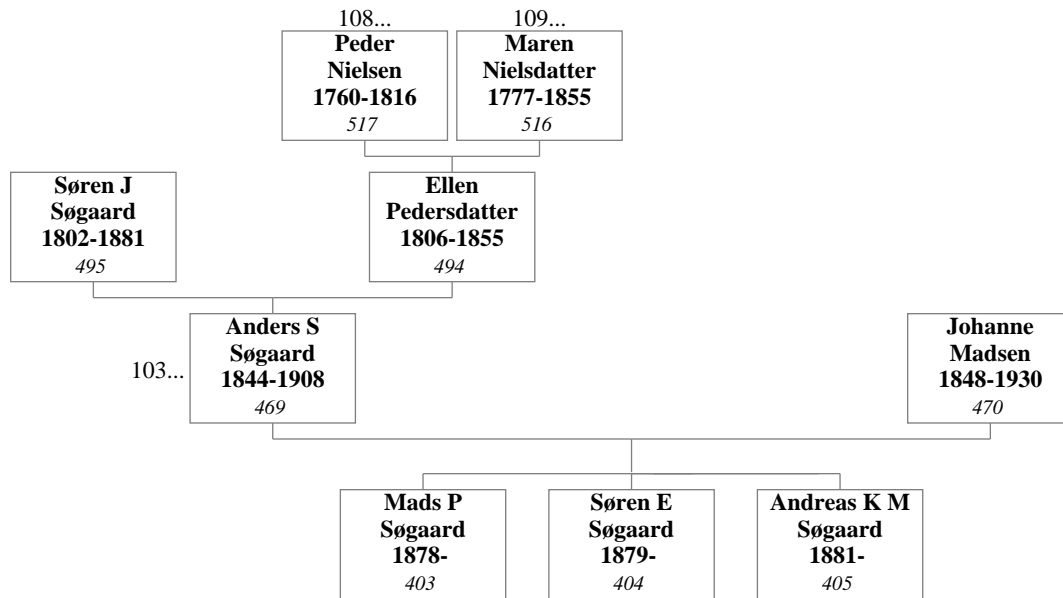 108...
109...
Peder
Nielsen
1760-1816
517
Maren
Nielsdatter
1777-1855
516
Søren J
Søgaard
1802-1881
495
Ellen
Pedersdatter
1806-1855
494
103...
Anders S
Søgaard
1844-1908
469
Johanne
Madsen
1848-1930
470
Mads P
Søgaard
1878-
403
Søren E
Søgaard
1879-
404
Andreas K M
Søgaard
1881-
405